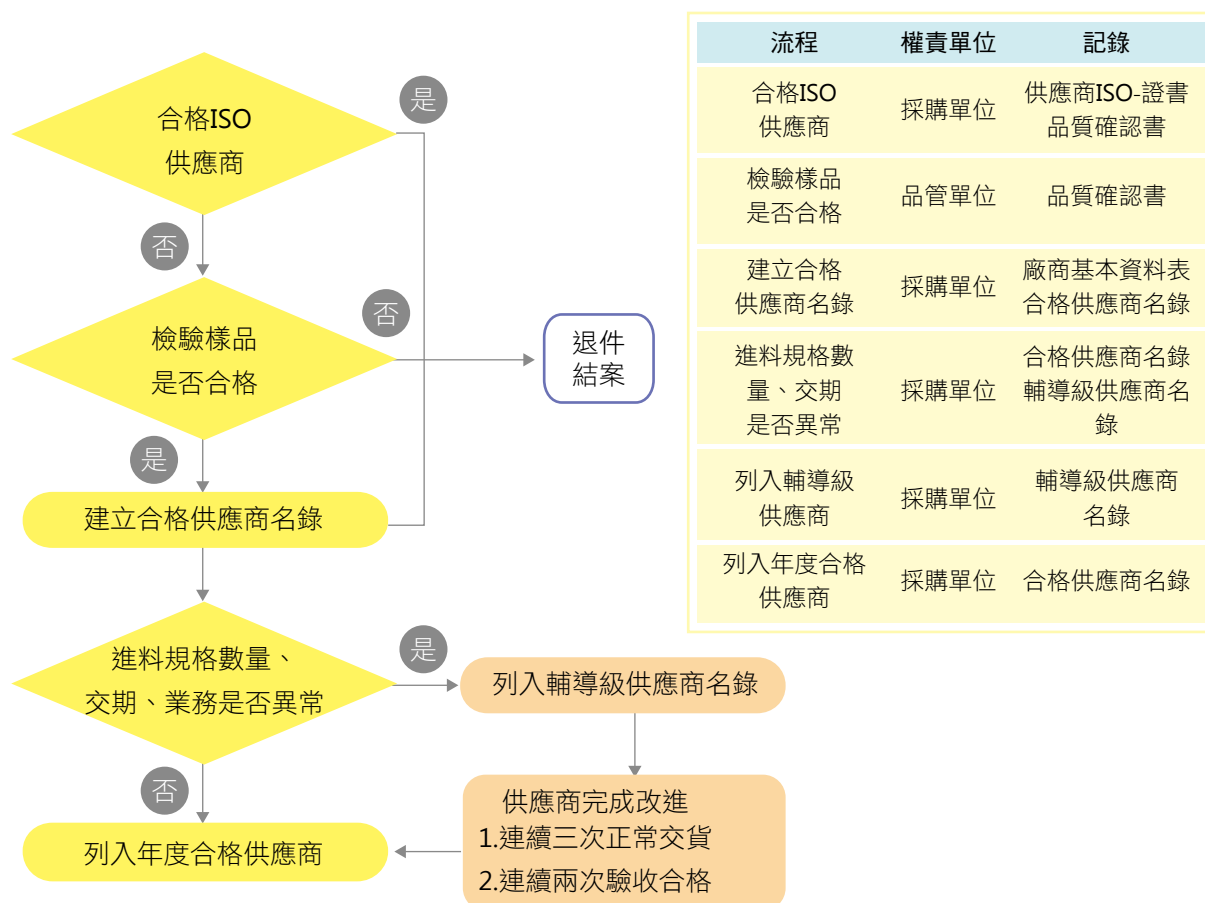 合格ISO
供應商
是
否
檢驗樣品
是否合格
否
退件
結案
是
建立合格供應商名錄
進料規格數量、
交期、業務是否異常
是
列入輔導級供應商名錄
否
列入年度合格供應商
供應商完成改進
1.連續三次正常交貨
2.連續兩次驗收合格
流程 權責單位 記錄
合格ISO
供應商
採購單位
供應商ISO-證書
品質確認書
檢驗樣品
是否合格
品管單位
品質確認書
建立合格
供應商名錄
採購單位
廠商基本資料表
合格供應商名錄
進料規格數
量、交期
是否異常
採購單位
合格供應商名錄
輔導級供應商名
錄
列入輔導級
供應商
採購單位
輔導級供應商
名錄
列入年度合格
供應商
採購單位
合格供應商名錄